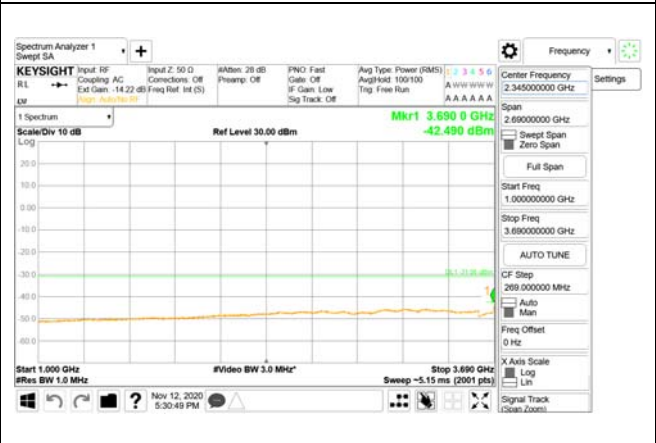 Spectrum Analyzer 1
Swept SA
+
Frequency
KEYSIGHT
RL
Input: RF
Coupling: AC
Ext Gain: -14.22 dB
Align: Auto/No RF
Input Z: 50 Ω
Corrections: Off
Freq Ref: Int (S)
#Atten: 28 dB
Preamp: Off
PNO: Fast
Gate: Off
IF Gain: Low
Sig Track: Off
Avg Type: Power (RMS)
Avg|Hold: 100/100
Trig: Free Run
1 2 3 4 5 6
A W W W W W
A A A A A A
1 Spectrum
Scale/Div 10 dB
Log
Ref Level 30.00 dBm
Mkr1 3.690 0 GHz
-42.490 dBm
20.0
10.0
0.00
-10.0
-20.0
-30.0
-40.0
-50.0
-60.0
1
Start 1.000 GHz
#Res BW 1.0 MHz
#Video BW 3.0 MHz*
Stop 3.690 GHz
Sweep ~5.15 ms (2001 pts)
Nov 12, 2020
5:30:49 PM
Center Frequency
2.345000000 GHz
Settings
Span
2.69000000 GHz
Swept Span
Zero Span
Full Span
Start Freq
1.000000000 GHz
Stop Freq
3.690000000 GHz
AUTO TUNE
CF Step
269.000000 MHz
Auto
Man
Freq Offset
0 Hz
X Axis Scale
Log
Lin
Signal Track
(Span Zoom)